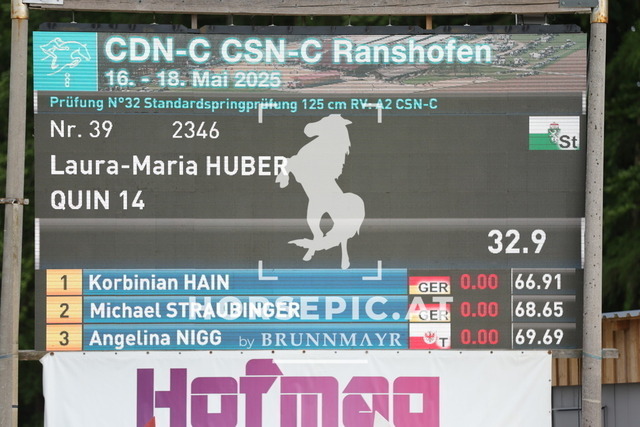 CDN-C CSN-C Ranshofen
16. - 18. Mai 2025
Prüfung N°32 Standardspringprüfung 125 cm RV: A2 CSN-C
Nr. 39 2346
St
Laura-Maria HUBER
QUIN 14
32.9
1 Korbinian HAIN GER 0.00 66.91
2 Michael STRAUBINGER GER 0.00 68.65
HORSEPIC.AT
3 Angelina NIGG T 0.00 69.69
by BRUNNMAYR
Hofmag